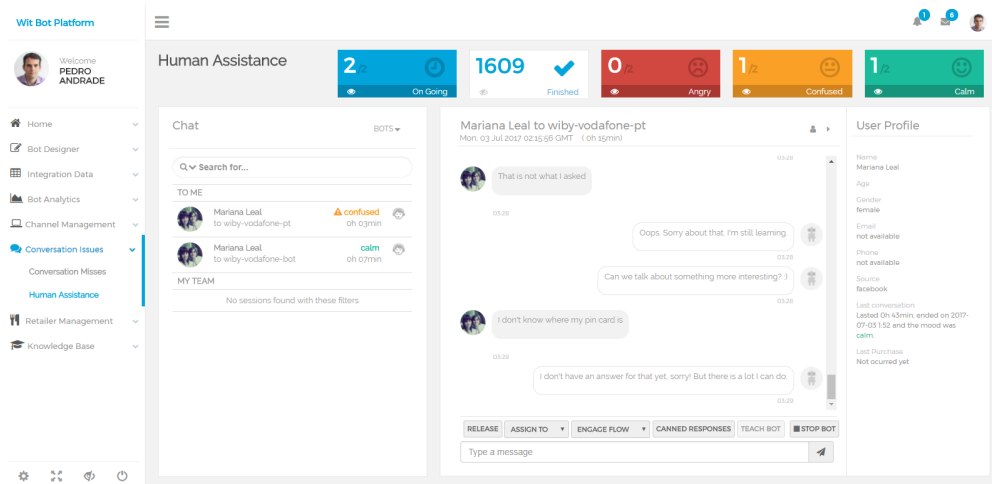 Wit Bot Platform
1
6
Welcome
PEDRO
ANDRADE
Home
Bot Designer
Integration Data
Bot Analytics
Channel Management
Conversation Issues
Conversation Misses
Human Assistance
Retailer Management
Knowledge Base
Human Assistance
2/2
On Going
1609
Finished
0/2
Angry
1/2
Confused
1/2
Calm
Chat
BOTS
Search for...
TO ME
Mariana Leal
confused
to wiby-vodafone-pt
0h 03min
Mariana Leal
calm
to wiby-vodafone-bot
0h 07min
MY TEAM
No sessions found with these filters.
Mariana Leal to wiby-vodafone-pt
Mon, 03 Jul 2017 02:15:56 GMT ( 0h 15min)
03:28
That is not what I asked
03:28
Oops. Sorry about that, I'm still learning.
03:28
Can we talk about something more interesting? :)
03:28
I don't know where my pin card is
03:28
I don't have an answer for that yet, sorry! But there is a lot I can do:
03:28
RELEASE
ASSIGN TO
ENGAGE FLOW
CANNED RESPONSES
TEACH BOT
STOP BOT
Type a message
User Profile
Name
Mariana Leal
Age
Gender
female
Email
not available
Phone
not available
Source
facebook
Last conversation
Lasted 0h 43min, ended on 2017-
07-03 1:52 and the mood was
calm.
Last Purchase
Not ocurred yet